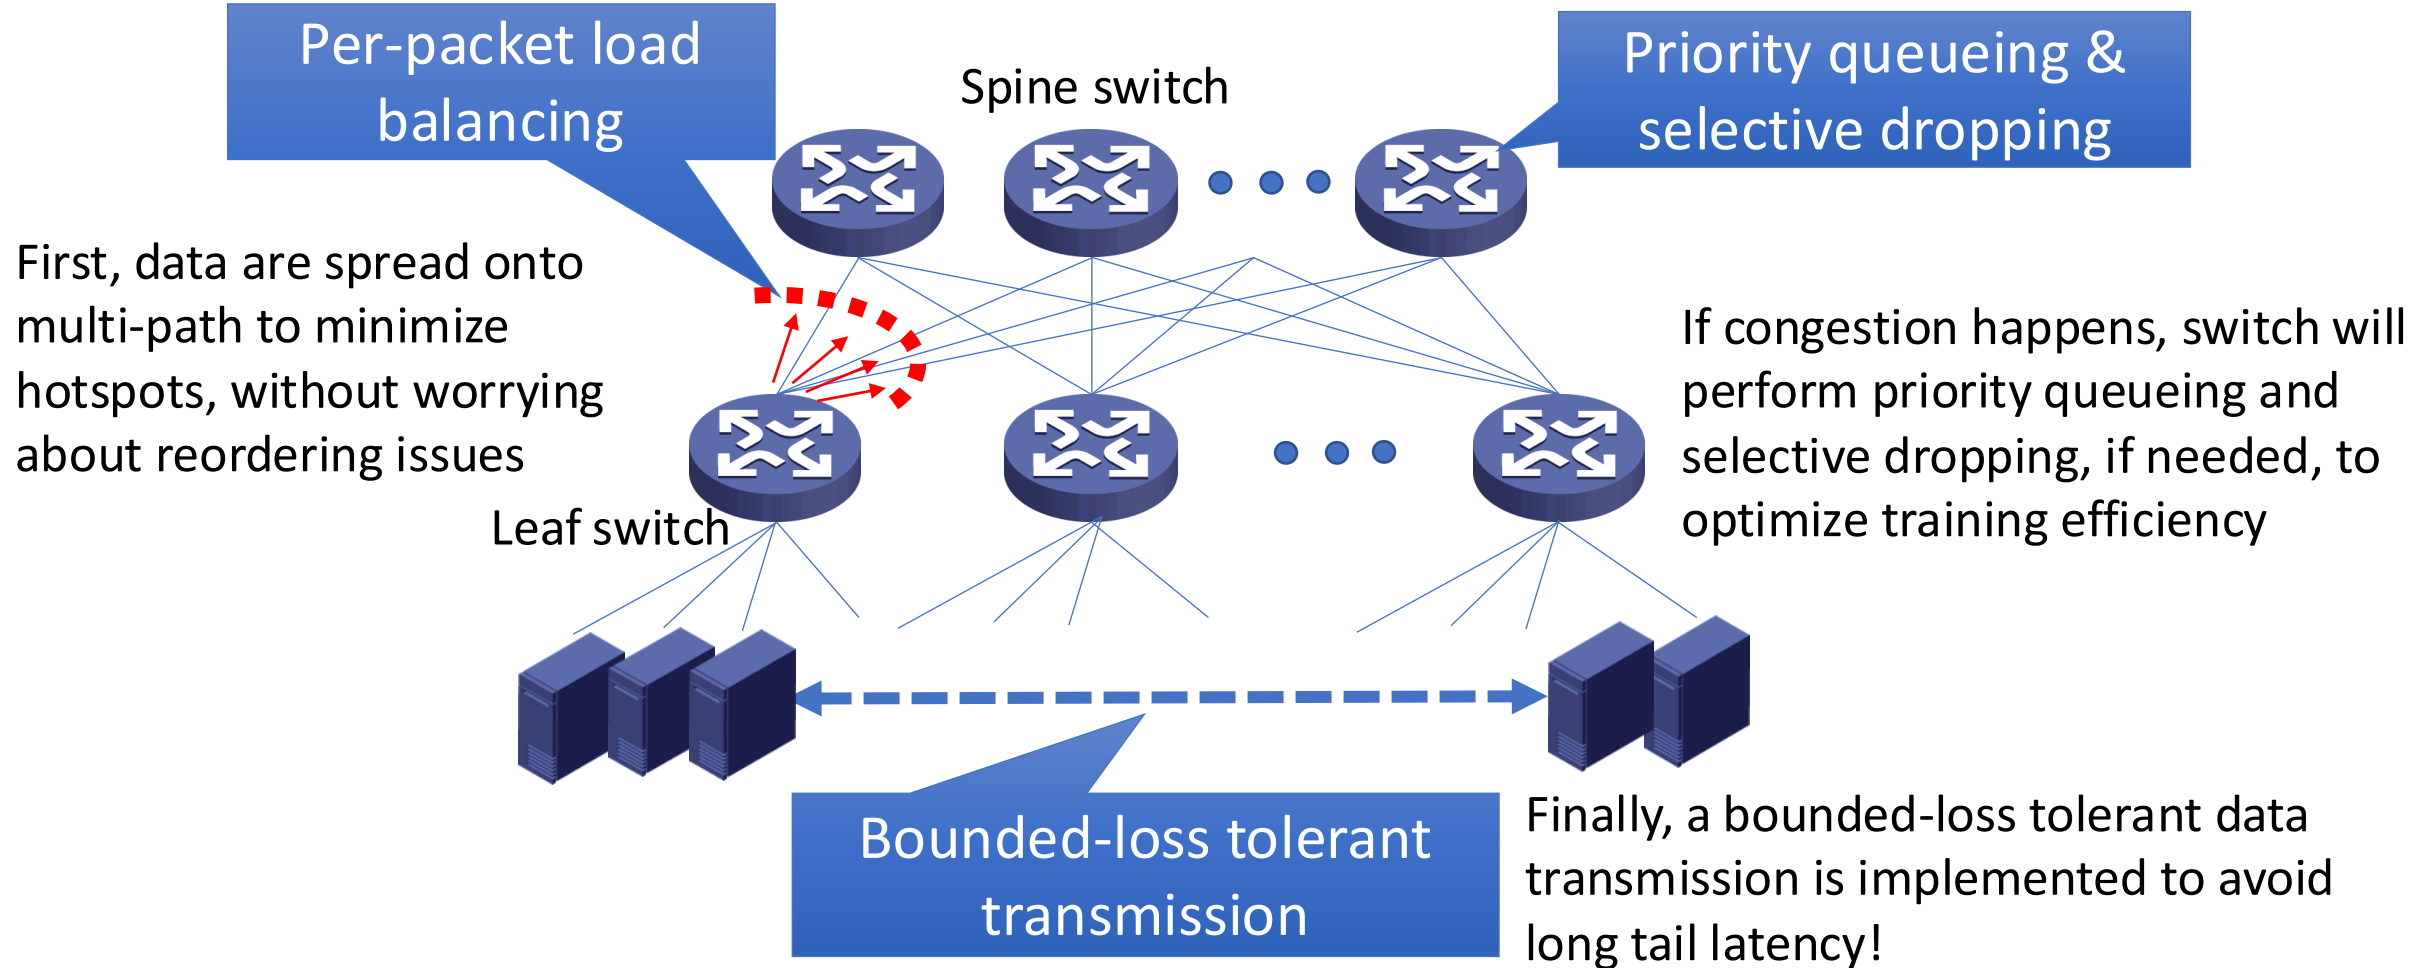 Per-packet load
balancing
Spine switch
Priority queueing &
selective dropping
First, data are spread onto
multi-path to minimize
hotspots, without worrying
about reordering issues
If congestion happens, switch will
perform priority queueing and
selective dropping, if needed, to
optimize training efficiency
Leaf switch
Bounded-loss tolerant
transmission
Finally, a bounded-loss tolerant data
transmission is implemented to avoid
long tail latency!